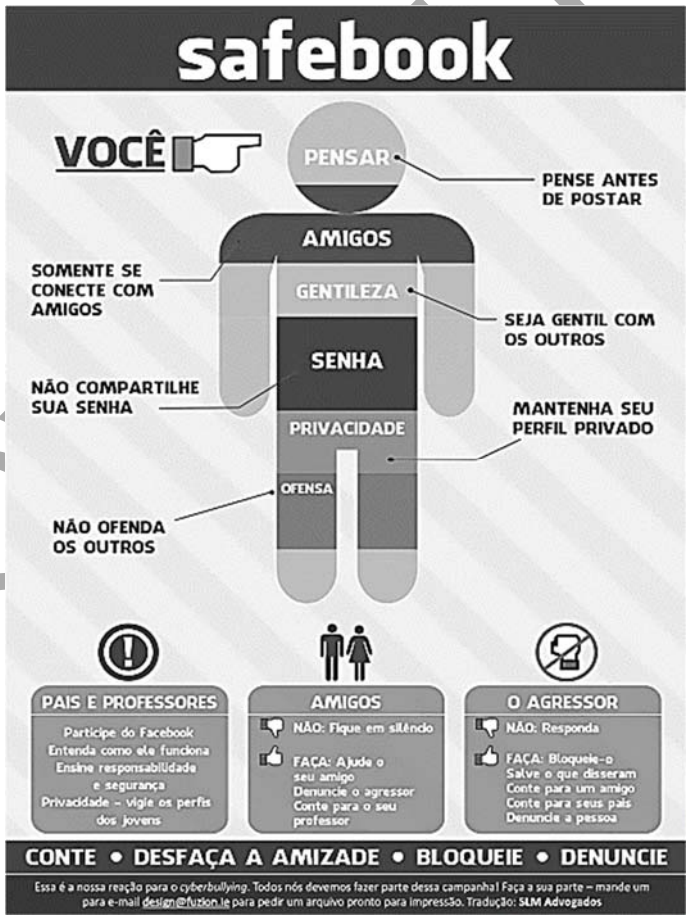 safebook
VOCÊ
PENSAR
PENSE ANTES
DE POSTAR
AMIGOS
SOMENTE SE
CONECTE COM
AMIGOS
GENTILEZA
SEJA GENTIL COM
OS OUTROS
SENHA
NÃO COMPARTILHE
SUA SENHA
PRIVACIDADE
MANTENHA SEU
PERFIL PRIVADO
OFENSA
NÃO OFENDA
OS OUTROS
PAIS E PROFESSORES
Participe do Facebook
Entenda como ele funciona
Ensine responsabilidade
e segurança
Privacidade – vigie os perfis
dos jovens
AMIGOS
NÃO: Fique em silêncio
FAÇA: Ajude o
seu amigo
Denuncie o agressor
Conte para o seu
professor
O AGRESSOR
NÃO: Responda
FAÇA: Bloqueie-o
Salve o que disseram
Conte para um amigo
Conte para seus pais
Denuncie a pessoa
CONTE • DESFAÇA A AMIZADE • BLOQUEIE • DENUNCIE
Essa é a nossa reação para o cyberbullying. Todos nós devemos fazer parte dessa campanha! Faça a sua parte – mande um
para e-mail design@fuzion.ie para pedir um arquivo pronto para impressão. Tradução: SLM Advogados